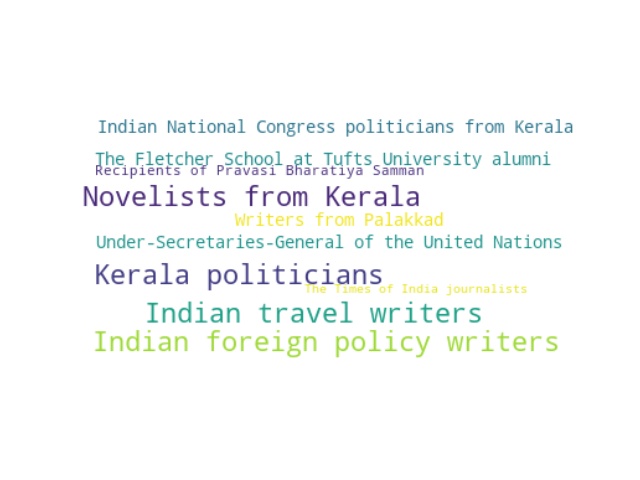 Indian National Congress politicians from Kerala
The Fletcher School at Tufts University alumni
Recipients of Pravasi Bharatiya Samman
Novelists from Kerala
Writers from Palakkad
Under-Secretaries-General of the United Nations
Kerala politicians
The Times of India journalists
Indian travel writers
Indian foreign policy writers